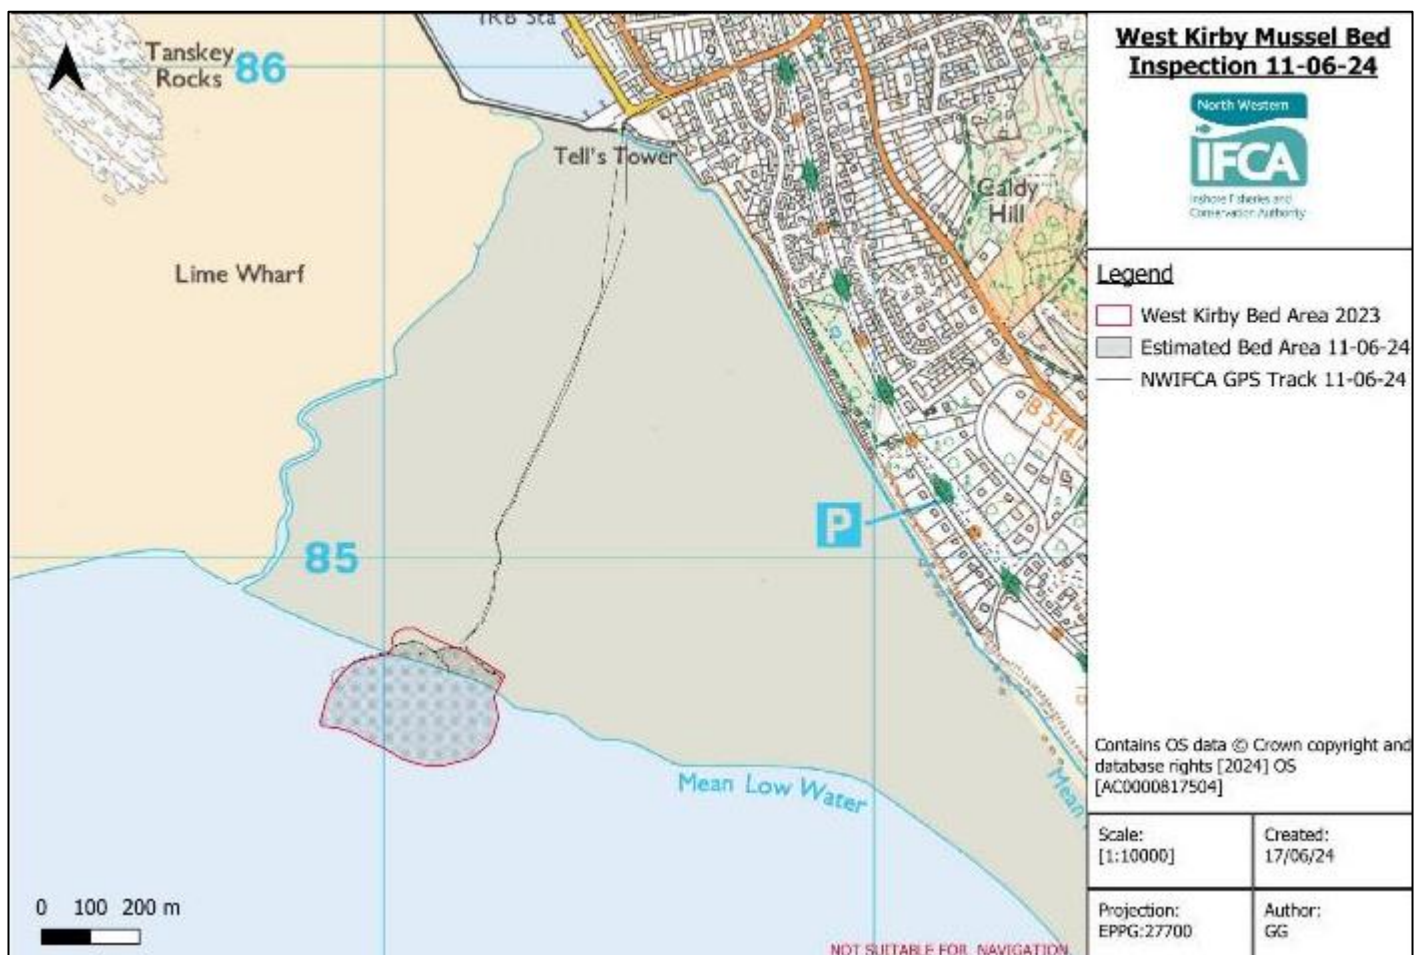 West Kirby Mussel Bed
Inspection 11-06-24
North Western
IFCA
Inshore Fisheries and
Conservation Authority
Legend
West Kirby Bed Area 2023
Estimated Bed Area 11-06-24
NWIFCA GPS Track 11-06-24
Contains OS data © Crown copyright and
database rights [2024] OS
[AC0000817504]
Scale:
[1:10000]
Created:
17/06/24
Projection:
EPPG:27700
Author:
GG
IRB Sta
Tanskey
Rocks
86
Tell's Tower
Caldy
Hill
Lime Wharf
B 5141
P
85
Mean Low Water
Mean
0 100 200 m
NOT SUITABLE FOR NAVIGATION